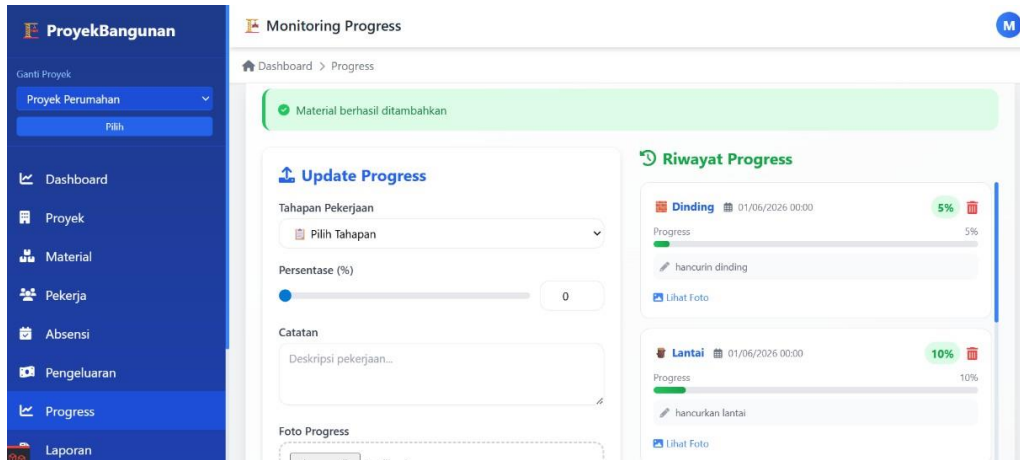 ProyekBangunan
Ganti Proyek
Proyek Perumahan
Pilih
Dashboard
Proyek
Material
Pekerja
Absensi
Pengeluaran
Progress
Laporan
Monitoring Progress
M
Dashboard > Progress
Material berhasil ditambahkan
Update Progress
Tahapan Pekerjaan
Pilih Tahapan
Persentase (%)
0
Catatan
Deskripsi pekerjaan...
Foto Progress
Riwayat Progress
Dinding 01/06/2026 00:00 5%
Progress 5%
hancurin dinding
Lihat Foto
Lantai 01/06/2026 00:00 10%
Progress 10%
hancurkan lantai
Lihat Foto